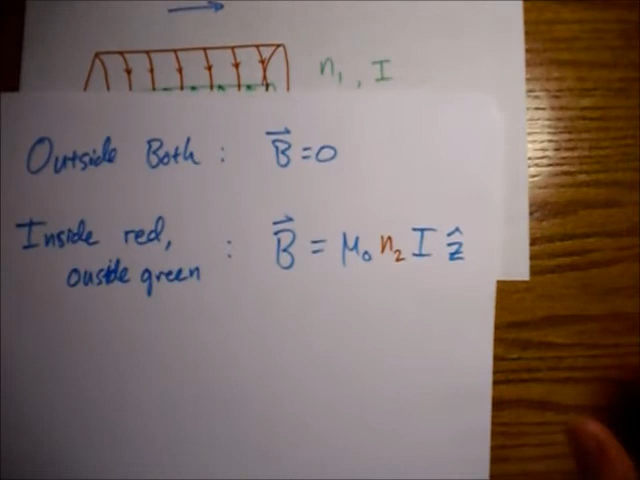 n₁, I
Outside Both : B⃗ = 0
Inside red,
ouside green : B⃗ = μ₀ n₂ I ẑ